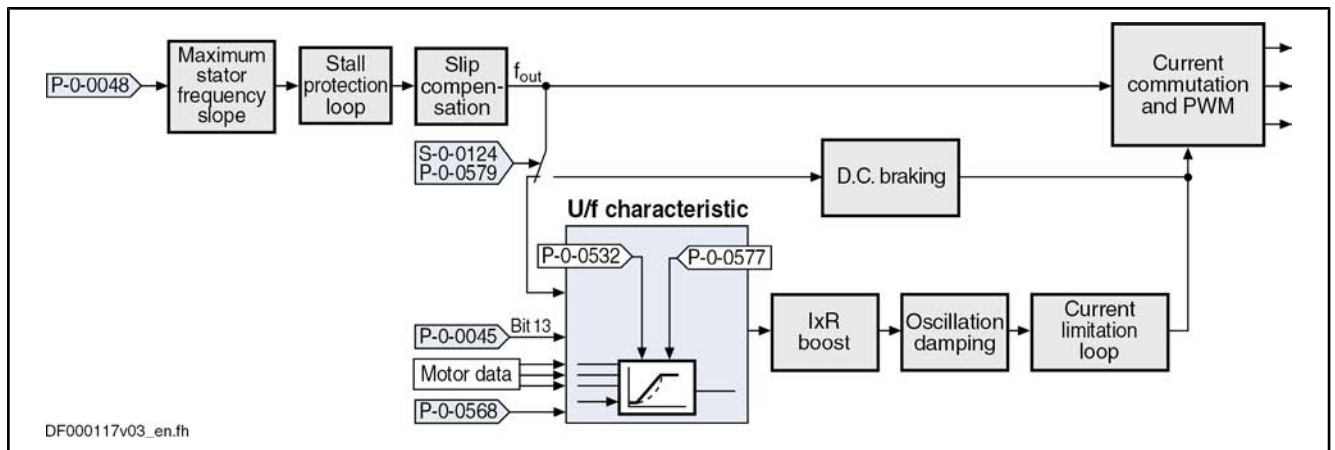 P-0-0048
Maximum
stator
frequency
slope
Stall
protection
loop
Slip
compen-
sation
fout
Current
commutation
and PWM
S-0-0124
P-0-0579
D.C. braking
U/f characteristic
P-0-0532
P-0-0577
P-0-0045
Bit 13
Motor data
P-0-0568
IxR
boost
Oscillation
damping
Current
limitation
loop
DF000117v03_en.fh